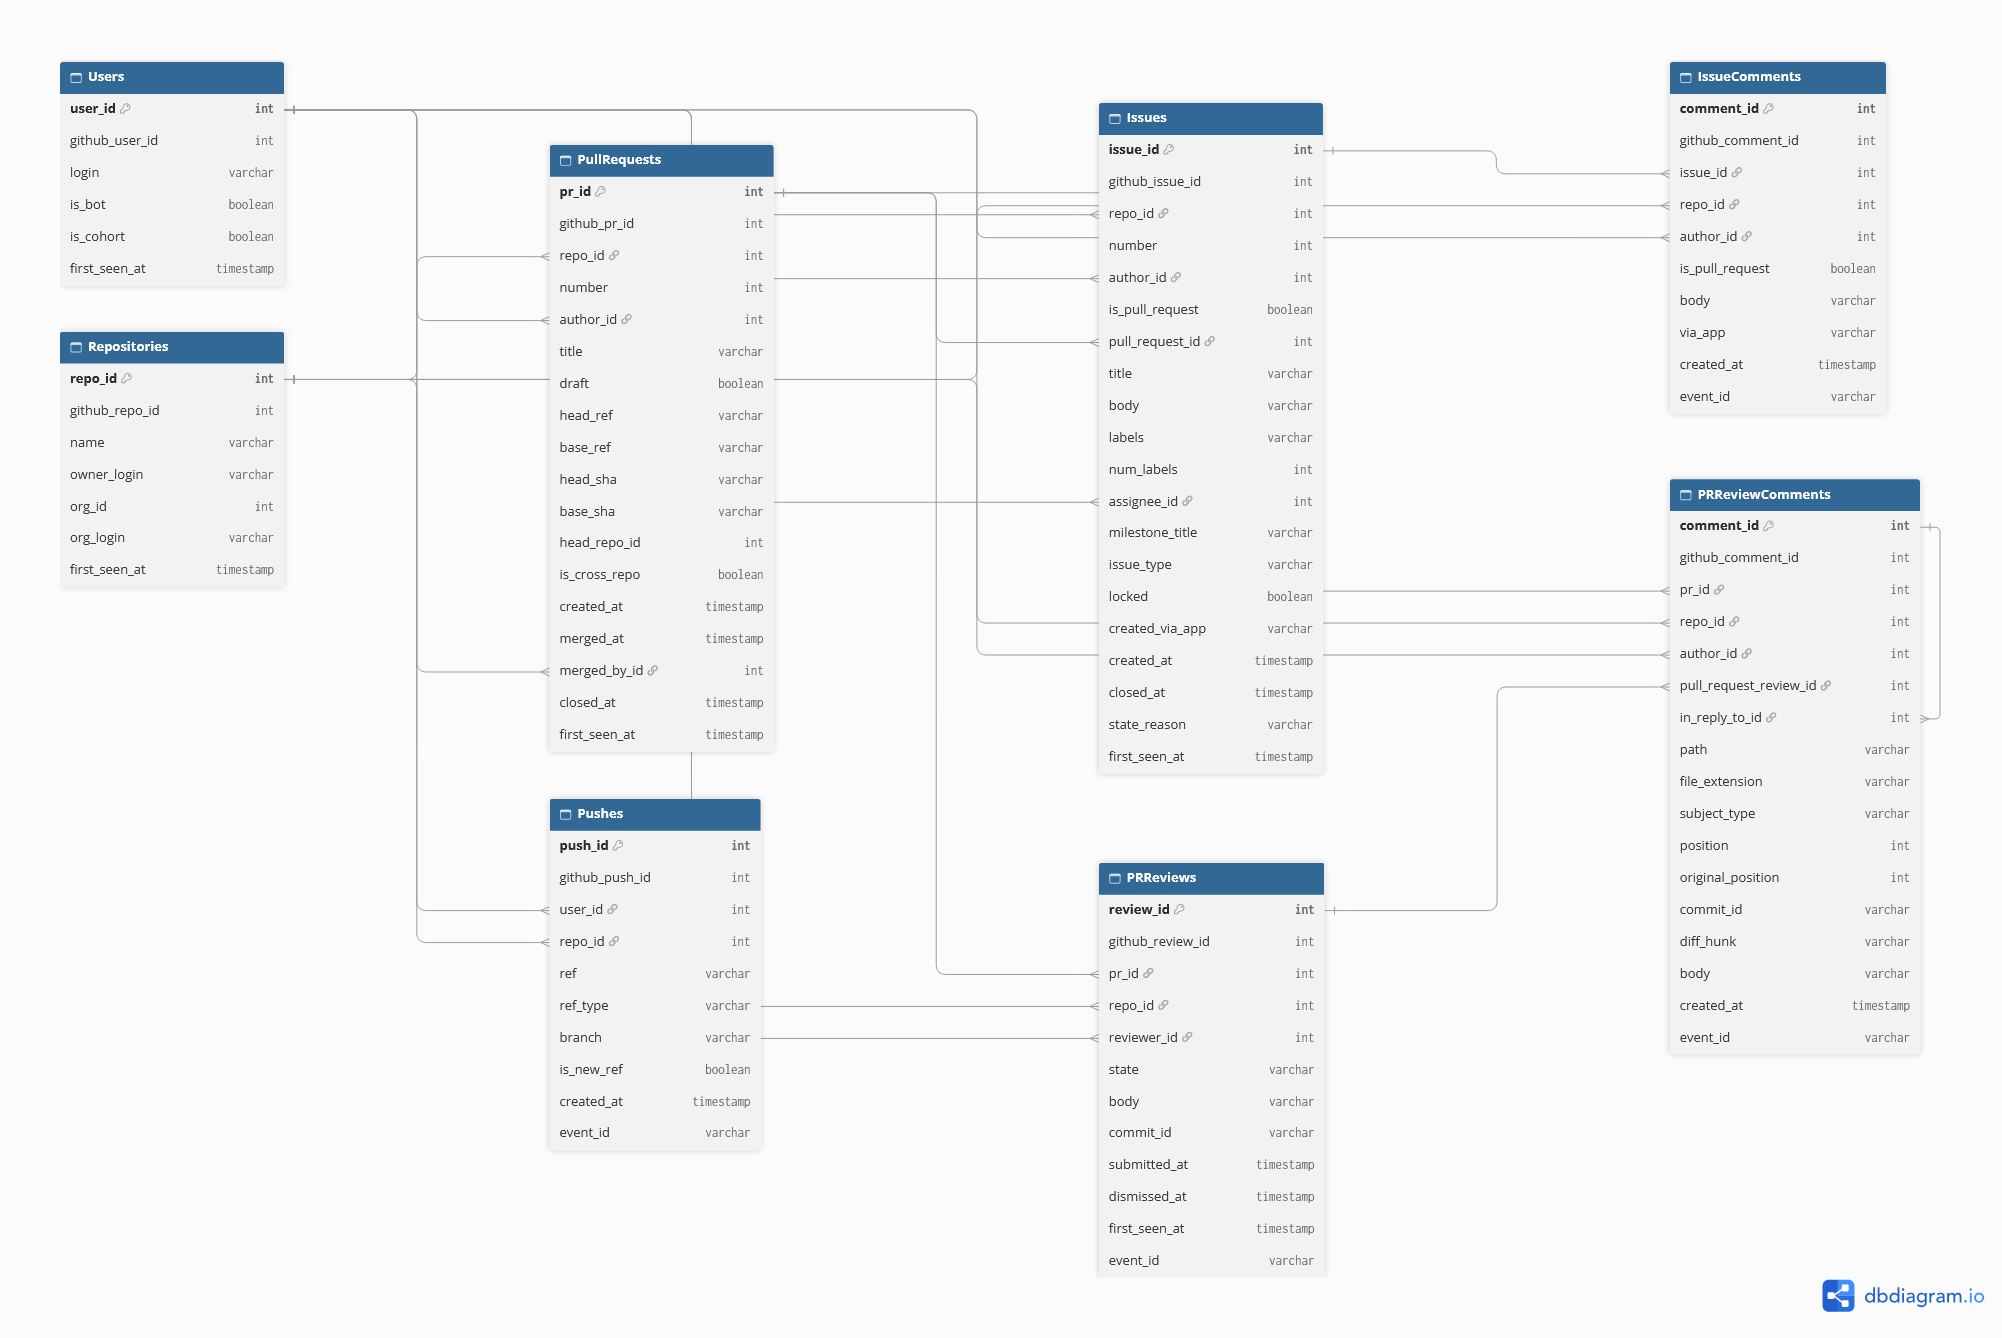 Users
user_id int
github_user_id int
login varchar
is_bot boolean
is_cohort boolean
first_seen_at timestamp
Repositories
repo_id int
github_repo_id int
name varchar
owner_login varchar
org_id int
org_login varchar
first_seen_at timestamp
PullRequests
pr_id int
github_pr_id int
repo_id int
number int
author_id int
title varchar
draft boolean
head_ref varchar
base_ref varchar
head_sha varchar
base_sha varchar
head_repo_id int
is_cross_repo boolean
created_at timestamp
merged_at timestamp
merged_by_id int
closed_at timestamp
first_seen_at timestamp
Pushes
push_id int
github_push_id int
user_id int
repo_id int
ref varchar
ref_type varchar
branch varchar
is_new_ref boolean
created_at timestamp
event_id varchar
Issues
issue_id int
github_issue_id int
repo_id int
number int
author_id int
is_pull_request boolean
pull_request_id int
title varchar
body varchar
labels varchar
num_labels int
assignee_id int
milestone_title varchar
issue_type varchar
locked boolean
created_via_app varchar
created_at timestamp
closed_at timestamp
state_reason varchar
first_seen_at timestamp
PRReviews
review_id int
github_review_id int
pr_id int
repo_id int
reviewer_id int
state varchar
body varchar
commit_id varchar
submitted_at timestamp
dismissed_at timestamp
first_seen_at timestamp
event_id varchar
IssueComments
comment_id int
github_comment_id int
issue_id int
repo_id int
author_id int
is_pull_request boolean
body varchar
via_app varchar
created_at timestamp
event_id varchar
PRReviewComments
comment_id int
github_comment_id int
pr_id int
repo_id int
author_id int
pull_request_review_id int
in_reply_to_id int
path varchar
file_extension varchar
subject_type varchar
position int
original_position int
commit_id varchar
diff_hunk varchar
body varchar
created_at timestamp
event_id varchar
dbdiagram.io